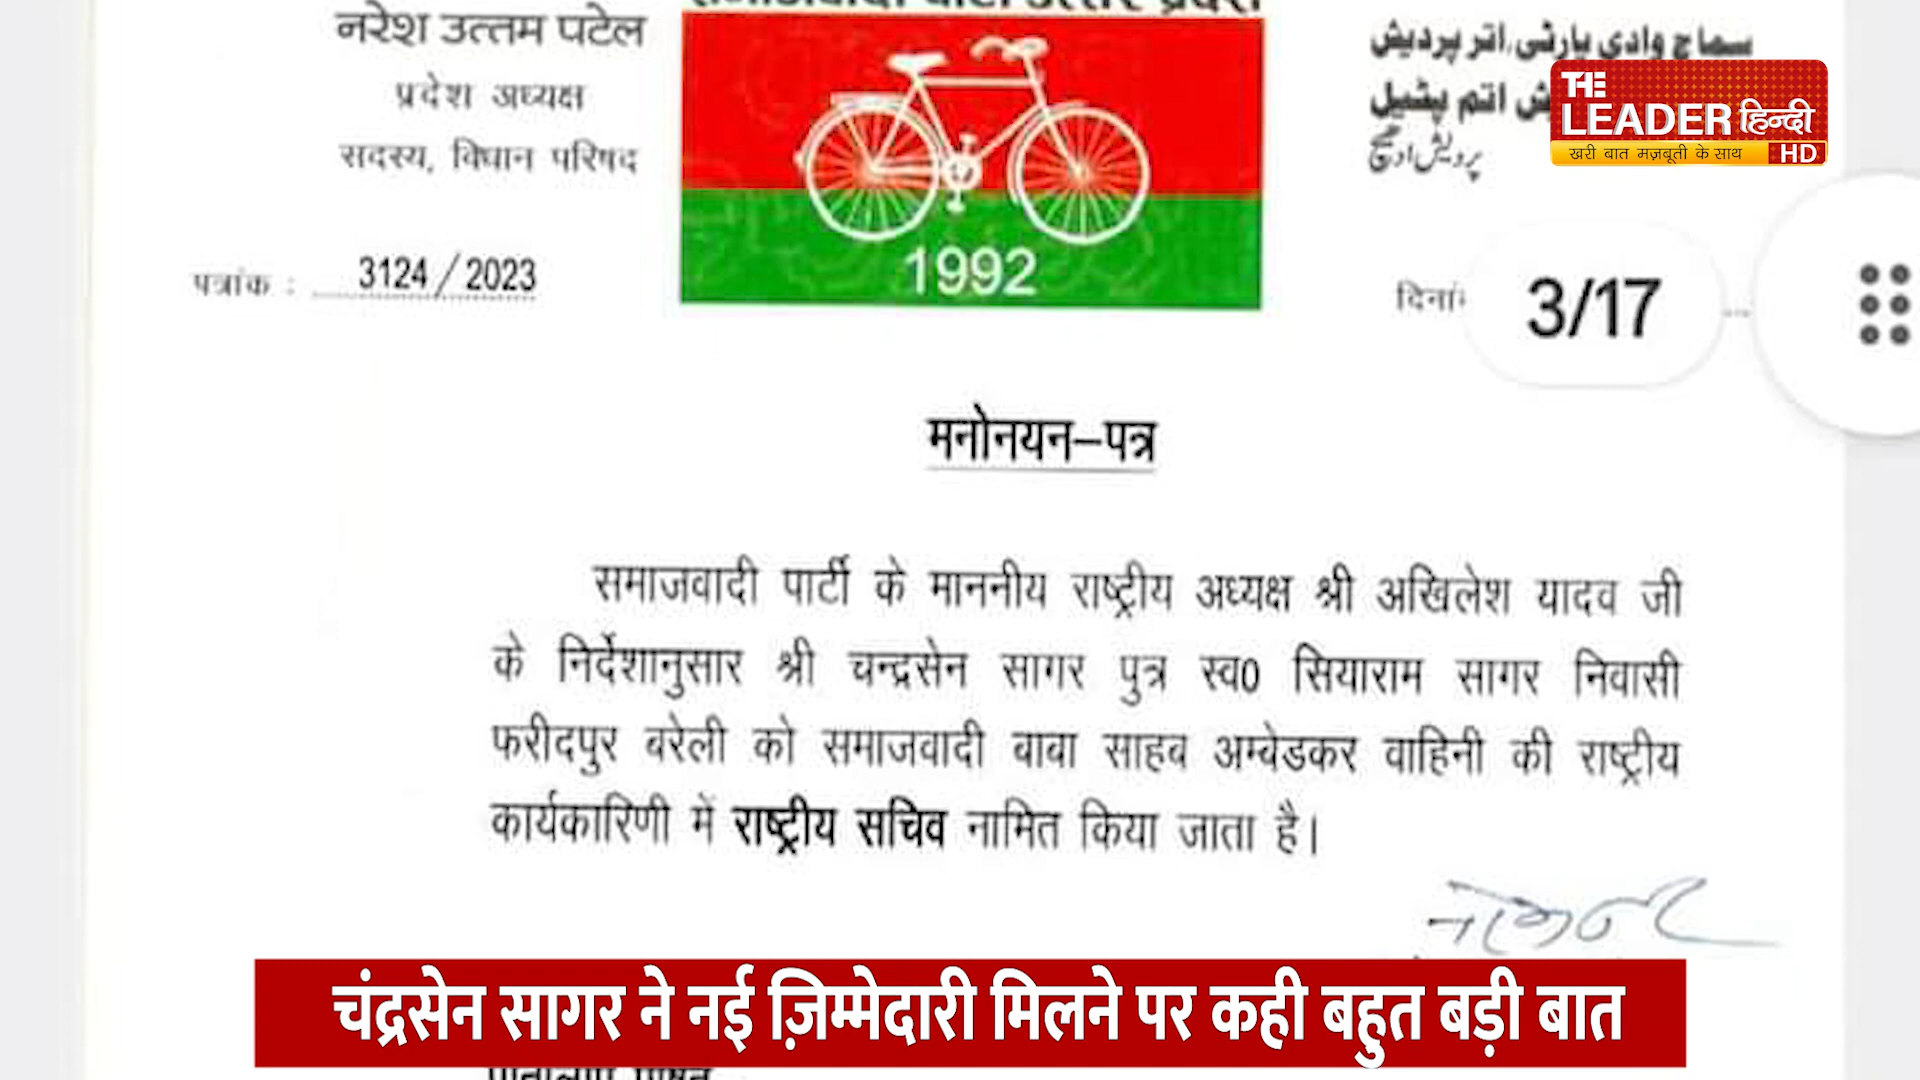 नरेश उत्तम पटेल
प्रदेश अध्यक्ष
सदस्य, विधान परिषद
पत्रांक : 3124/2023
1992
سماج وادی پارٹی، اتر پردیش
اتم پٹیل
THE
LEADER हिन्दी
खरी बात मज़बूती के साथ HD
3/17
मनोनयन–पत्र
समाजवादी पार्टी के माननीय राष्ट्रीय अध्यक्ष श्री अखिलेश यादव जी
के निर्देशानुसार श्री चन्द्रसेन सागर पुत्र स्व0 सियाराम सागर निवासी
फरीदपुर बरेली को समाजवादी बाबा साहब अम्बेडकर वाहिनी की राष्ट्रीय
कार्यकारिणी में राष्ट्रीय सचिव नामित किया जाता है।
चंद्रसेन सागर ने नई ज़िम्मेदारी मिलने पर कही बहुत बड़ी बात